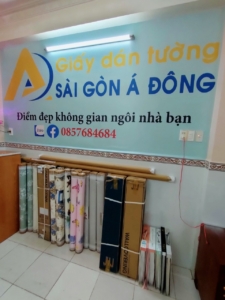 Giấy dán tường
SÀI GÒN Á ĐÔNG
Điểm đẹp không gian ngôi nhà bạn
0857684684